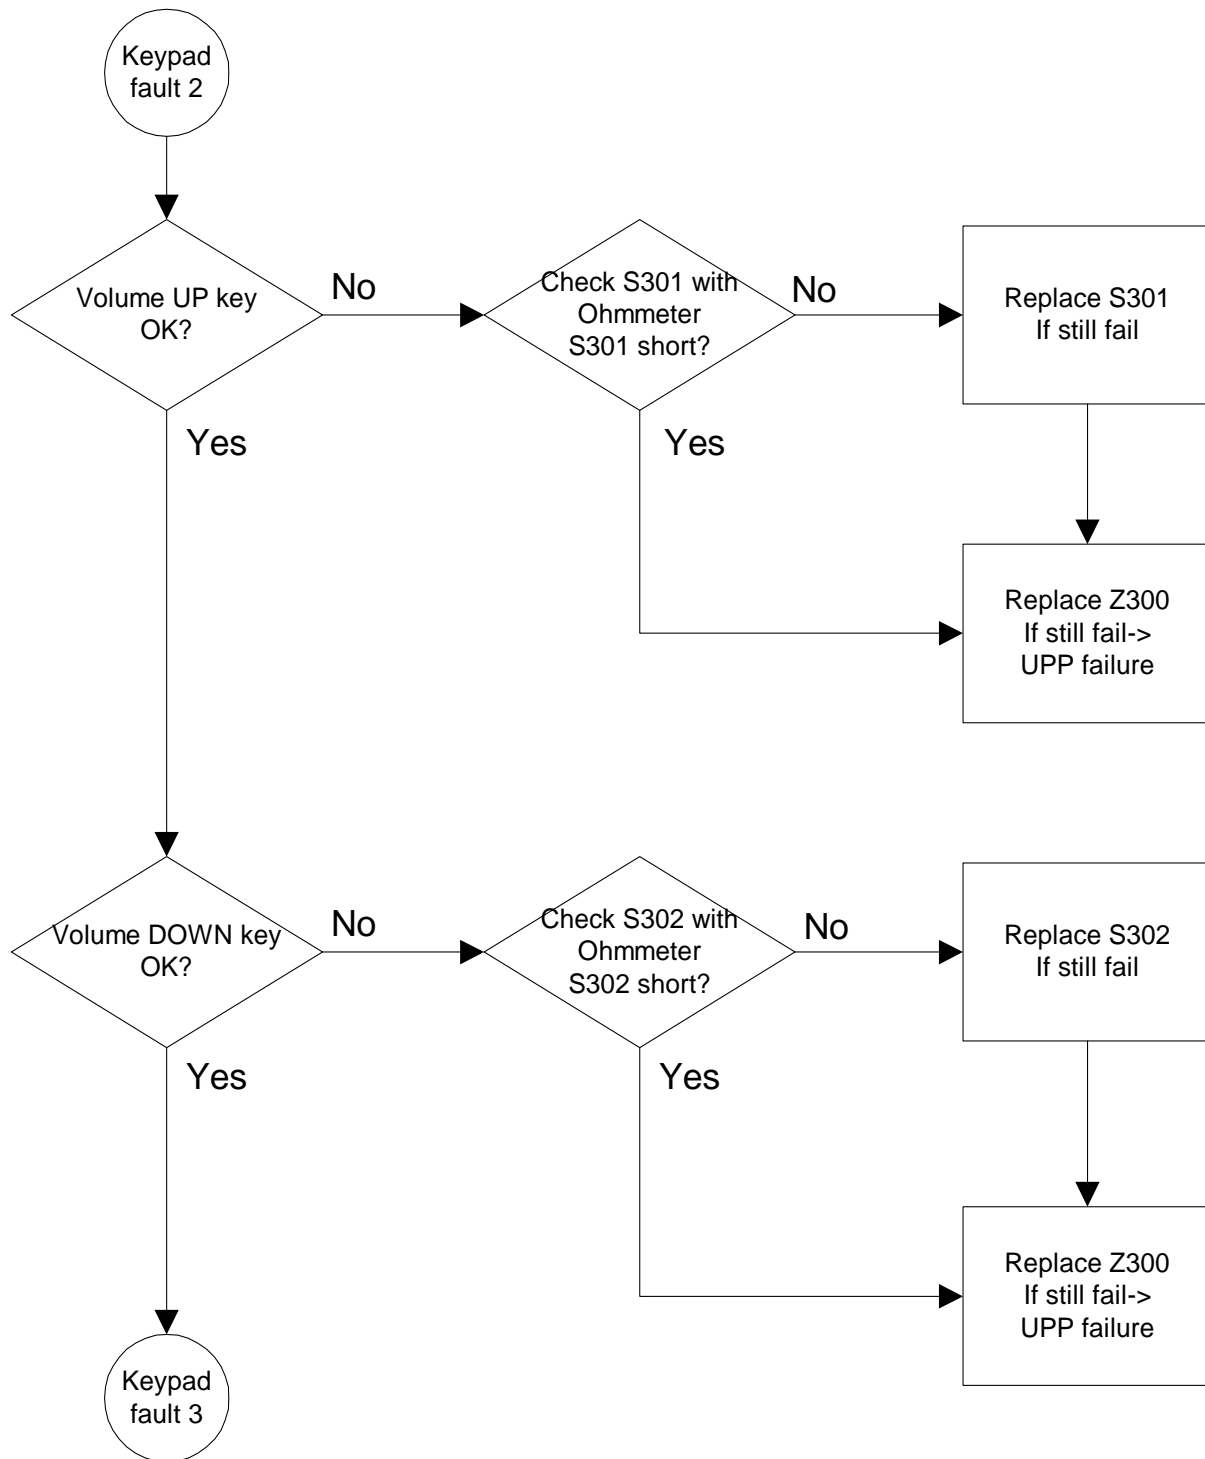 Keypad
fault 2
Volume UP key
OK?
No
Check S301 with
Ohmmeter
S301 short?
No
Replace S301
If still fail
Yes
Yes
Replace Z300
If still fail->
UPP failure
Volume DOWN key
OK?
No
Check S302 with
Ohmmeter
S302 short?
No
Replace S302
If still fail
Yes
Yes
Replace Z300
If still fail->
UPP failure
Keypad
fault 3